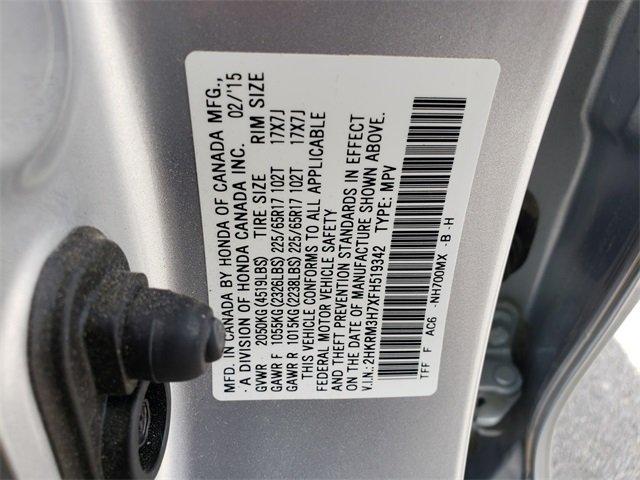 MFD. IN CANADA BY HONDA OF CANADA MFG.,
- A DIVISION OF HONDA CANADA INC. 02/'15
GVWR 2050KG(4519LBS) TIRE SIZE RIM SIZE
GAWR F 1055KG(2326LBS) 225/65R17 102T 17X7J
GAWR R 1015KG(2238LBS) 225/65R17 102T 17X7J
THIS VEHICLE CONFORMS TO ALL APPLICABLE
FEDERAL MOTOR VEHICLE SAFETY
AND THEFT PREVENTION STANDARDS IN EFFECT
ON THE DATE OF MANUFACTURE SHOWN ABOVE.
V.I.N.: 2HKRM3H7XFH519342 TYPE: MPV
TFF F AC6 -NH700MX -B -H